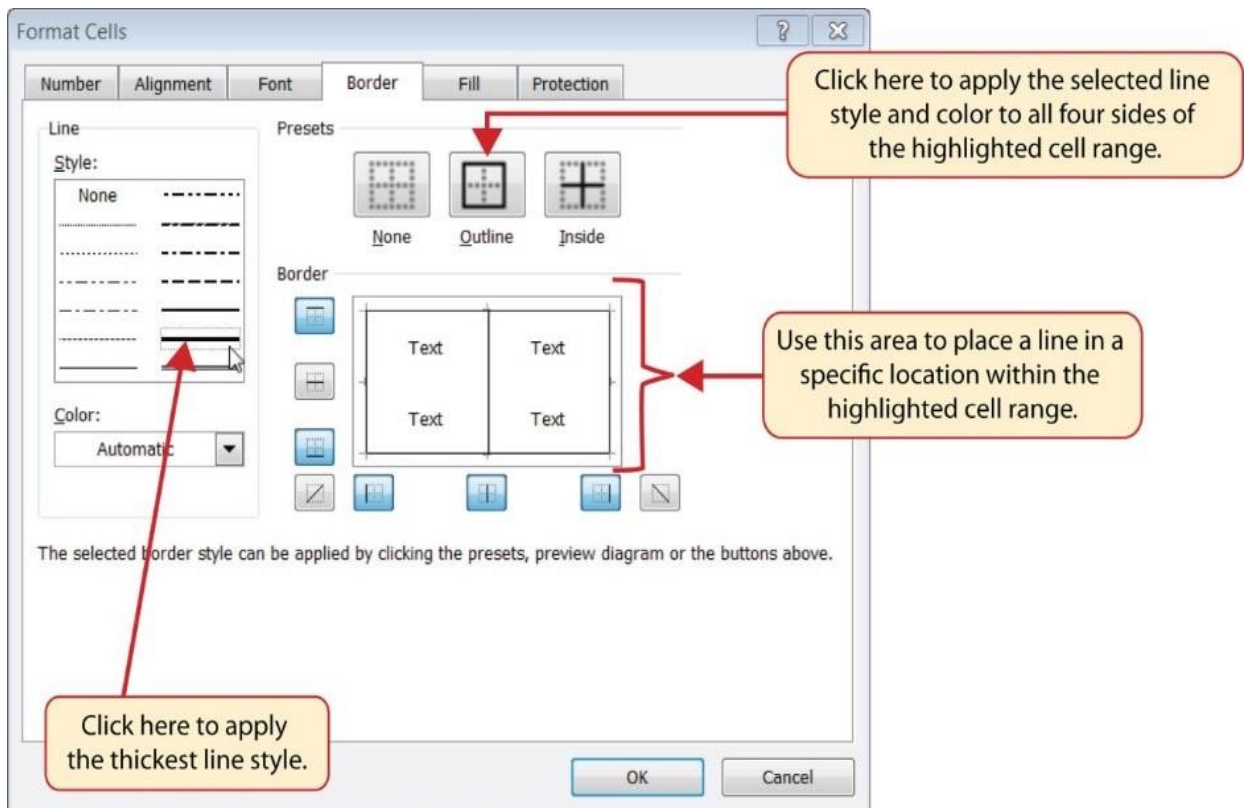 Format Cells
Number Alignment Font Border Fill Protection
Click here to apply the selected line
style and color to all four sides of
the highlighted cell range.
Line
Style:
None
Presets
None Outline Inside
Border
Text Text
Text Text
Use this area to place a line in a
specific location within the
highlighted cell range.
Color:
Automatic
The selected border style can be applied by clicking the presets, preview diagram or the buttons above.
Click here to apply
the thickest line style.
OK Cancel